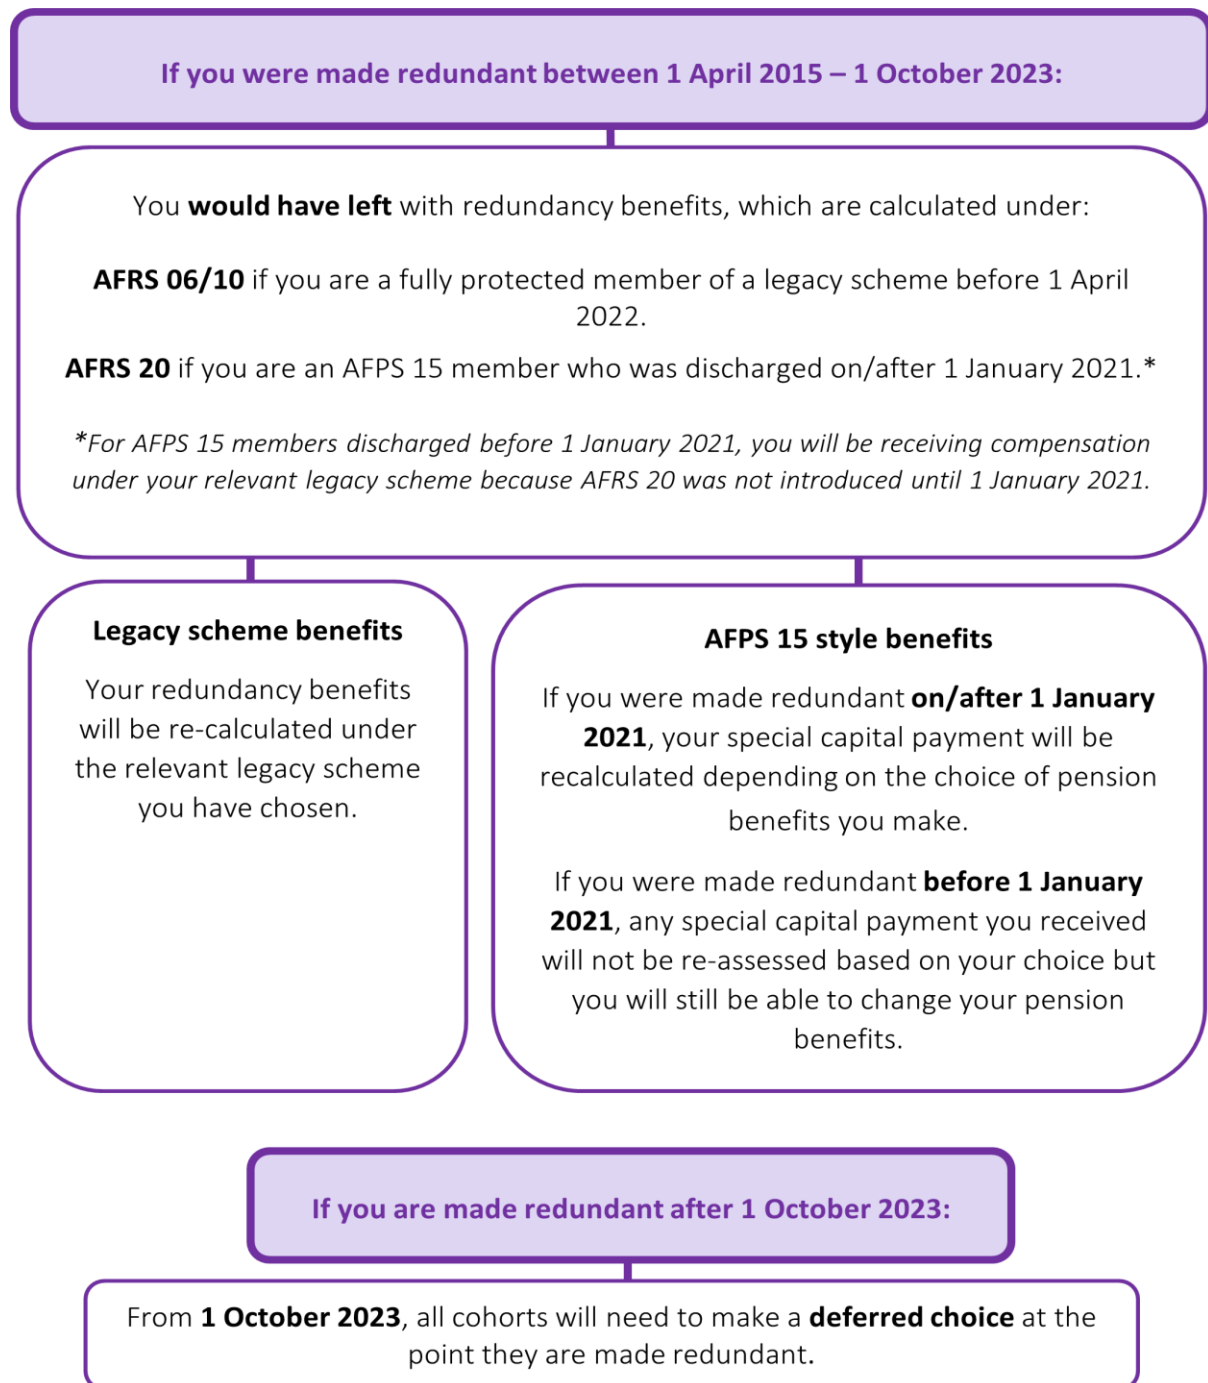 If you were made redundant between 1 April 2015 – 1 October 2023:
You would have left with redundancy benefits, which are calculated under:
AFRS 06/10 if you are a fully protected member of a legacy scheme before 1 April
2022.
AFRS 20 if you are an AFPS 15 member who was discharged on/after 1 January 2021.*
*For AFPS 15 members discharged before 1 January 2021, you will be receiving compensation
under your relevant legacy scheme because AFRS 20 was not introduced until 1 January 2021.
Legacy scheme benefits
Your redundancy benefits
will be re-calculated under
the relevant legacy scheme
you have chosen.
AFPS 15 style benefits
If you were made redundant on/after 1 January
2021, your special capital payment will be
recalculated depending on the choice of pension
benefits you make.
If you were made redundant before 1 January
2021, any special capital payment you received
will not be re-assessed based on your choice but
you will still be able to change your pension
benefits.
If you are made redundant after 1 October 2023:
From 1 October 2023, all cohorts will need to make a deferred choice at the
point they are made redundant.